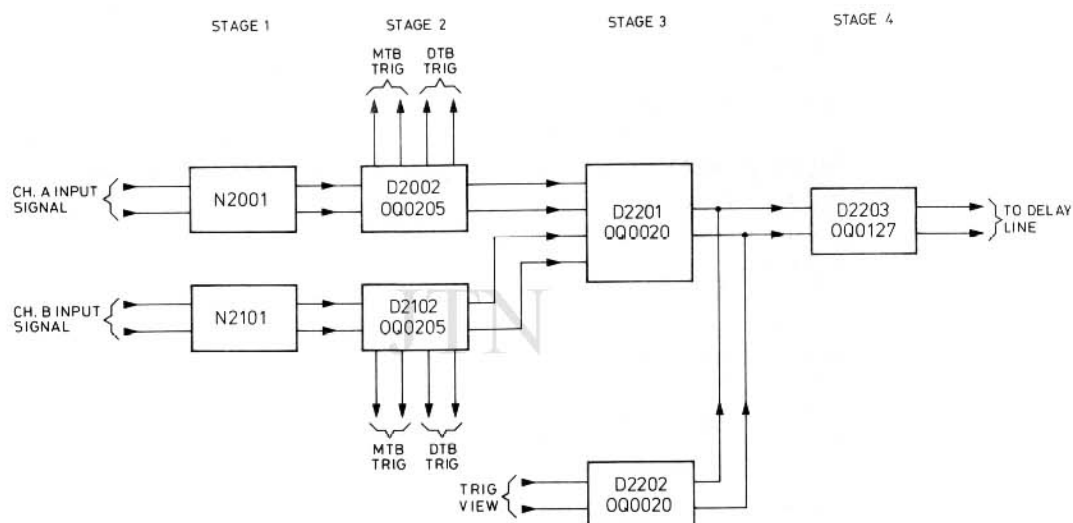 STAGE 1
STAGE 2
STAGE 3
STAGE 4
MTB
TRIG
DTB
TRIG
CH. A INPUT
SIGNAL
N2001
D2002
OQ0205
D2201
OQ0020
D2203
OQ0127
TO DELAY
LINE
CH. B INPUT
SIGNAL
N2101
D2102
OQ0205
JTN
MTB
TRIG
DTB
TRIG
TRIG
VIEW
D2202
OQ0020